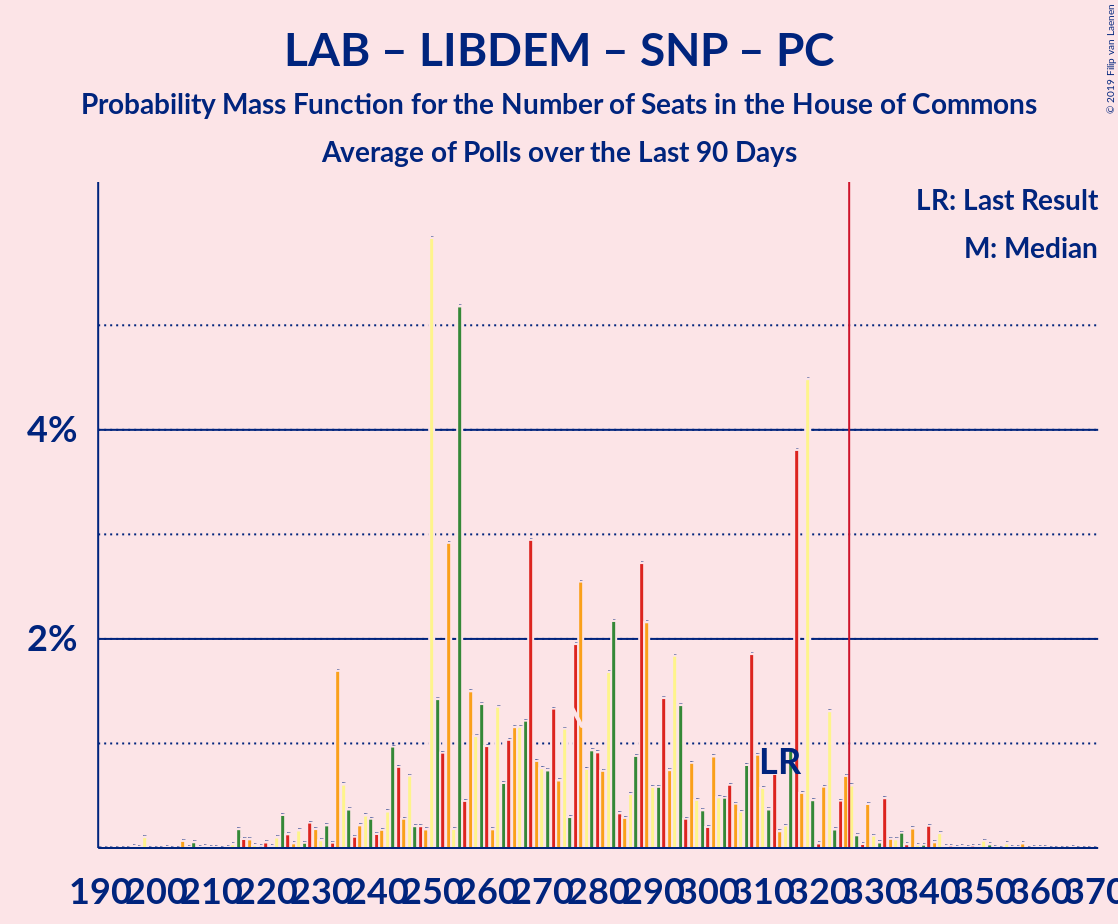 LAB – LIBDEM – SNP – PC
Probability Mass Function for the Number of Seats in the House of Commons
Average of Polls over the Last 90 Days
© 2019 Filip van Laenen
LR: Last Result
M: Median
4%
2%
LR
190 200 210 220 230 240 250 260 270 280 290 300 310 320 330 340 350 360 370